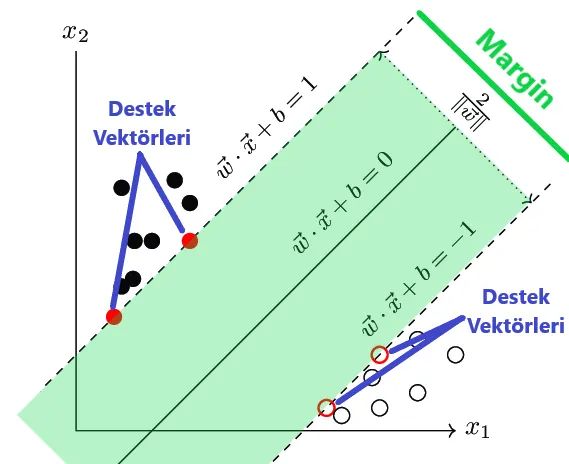 x₂
Margin
Destek
Vektörleri
w⃗ · x⃗ + b = 1
2/‖w⃗‖
w⃗ · x⃗ + b = 0
w⃗ · x⃗ + b = −1
Destek
Vektörleri
x₁